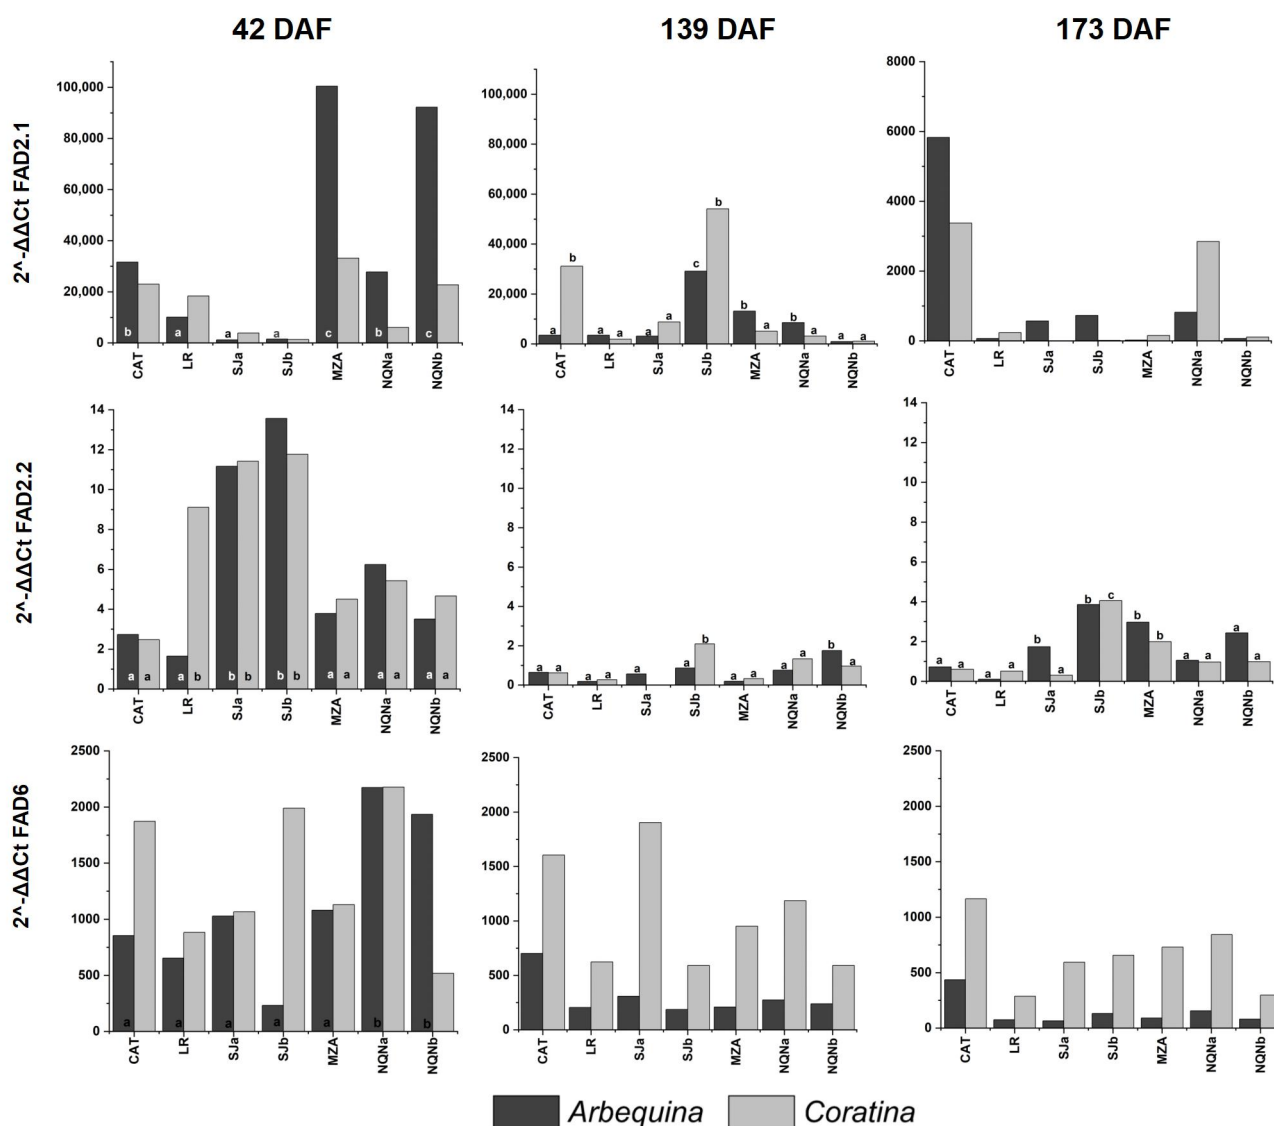 42 DAF 139 DAF 173 DAF
2^-ΔΔCt FAD2.1
100,000
80,000
60,000
40,000
20,000
0
b a a a c b c
CAT LR SJa SJb MZA NQNa NQNb
100,000
80,000
60,000
40,000
20,000
0
a b a a a a c b b a b a a a
CAT LR SJa SJb MZA NQNa NQNb
8000
6000
4000
2000
0
CAT LR SJa SJb MZA NQNa NQNb
2^-ΔΔCt FAD2.2
14
12
10
8
6
4
2
0
a a a b b b b b a a a a a a
CAT LR SJa SJb MZA NQNa NQNb
14
12
10
8
6
4
2
0
a a a a a a b a a a a b a
CAT LR SJa SJb MZA NQNa NQNb
14
12
10
8
6
4
2
0
a a a a b a b c b b a a a a
CAT LR SJa SJb MZA NQNa NQNb
2^-ΔΔCt FAD6
2500
2000
1500
1000
500
0
a a a a a b b
CAT LR SJa SJb MZA NQNa NQNb
2500
2000
1500
1000
500
0
CAT LR SJa SJb MZA NQNa NQNb
2500
2000
1500
1000
500
0
CAT LR SJa SJb MZA NQNa NQNb
Arbequina Coratina